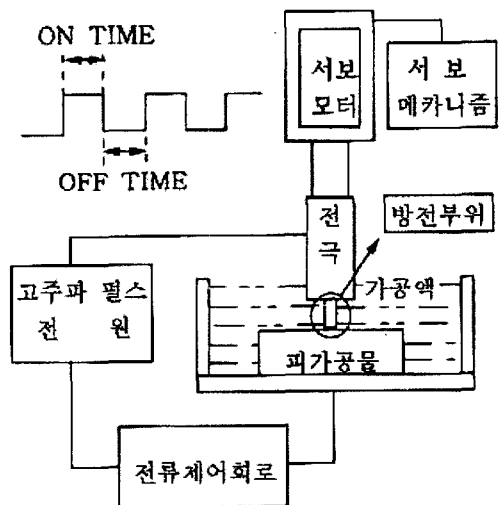 ON TIME
OFF TIME
서보
모터
서 보
메카니즘
전
극
방전부위
가공액
고주파 펄스
전 원
피가공물
전류제어회로